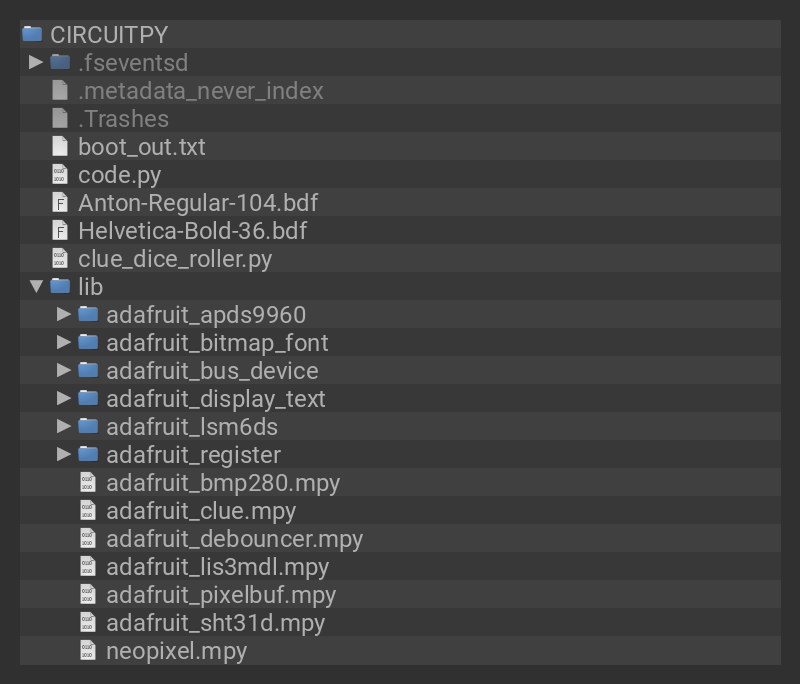 CIRCUITPY
.fseventsd
.metadata_never_index
.Trashes
boot_out.txt
code.py
Anton-Regular-104.bdf
Helvetica-Bold-36.bdf
clue_dice_roller.py
lib
adafruit_apds9960
adafruit_bitmap_font
adafruit_bus_device
adafruit_display_text
adafruit_lsm6ds
adafruit_register
adafruit_bmp280.mpy
adafruit_clue.mpy
adafruit_debouncer.mpy
adafruit_lis3mdl.mpy
adafruit_pixelbuf.mpy
adafruit_sht31d.mpy
neopixel.mpy